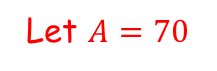 Let A = 70